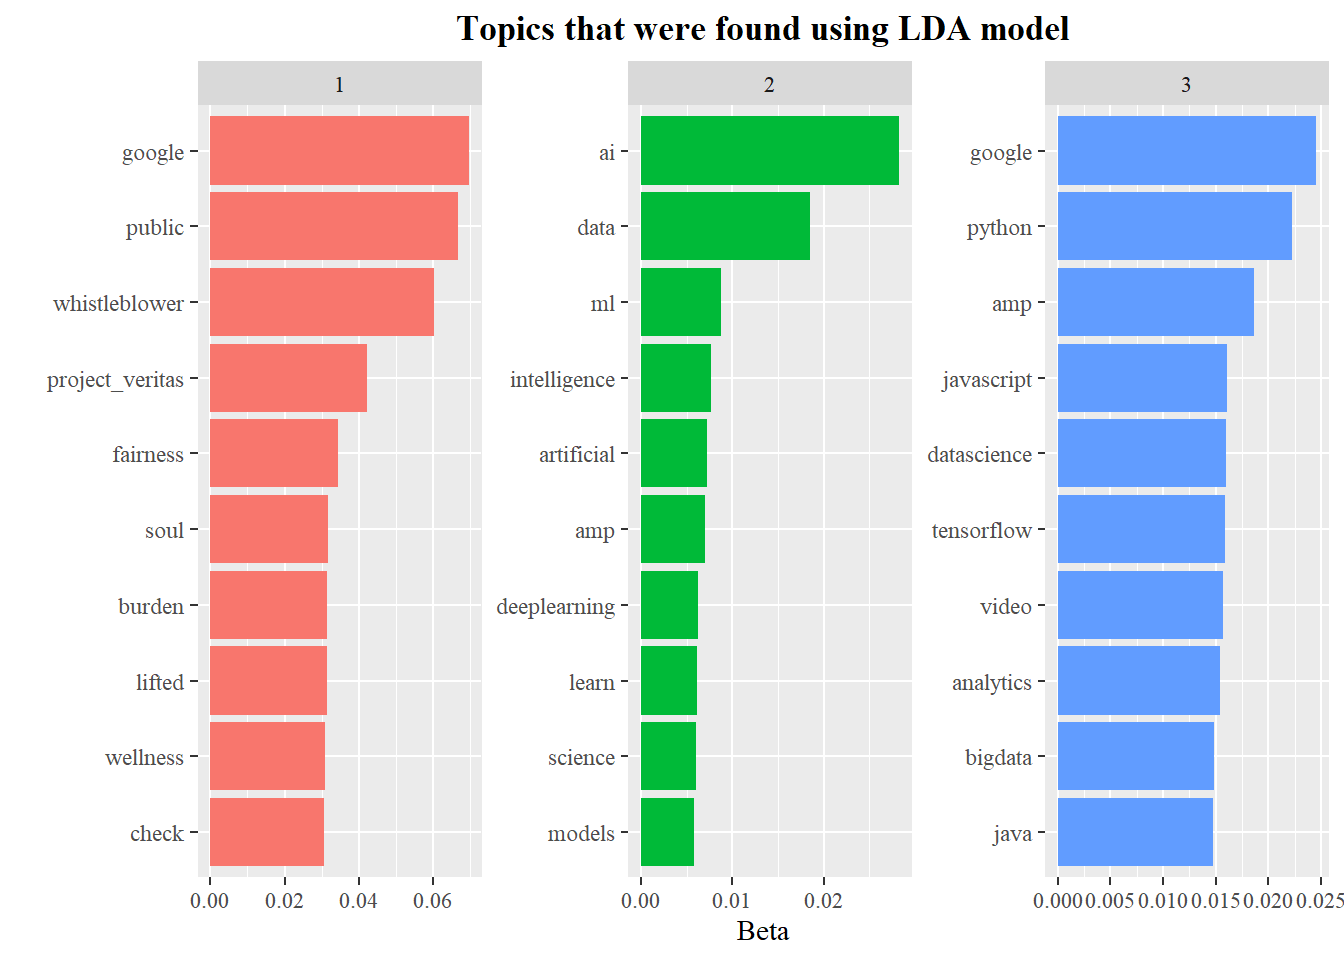 Topics that were found using LDA model
1
google
public
whistleblower
project_veritas
fairness
soul
burden
lifted
wellness
check
0.00 0.02 0.04 0.06
2
ai
data
ml
intelligence
artificial
amp
deeplearning
learn
science
models
0.00 0.01 0.02
3
google
python
amp
javascript
datascience
tensorflow
video
analytics
bigdata
java
0.000 0.005 0.010 0.015 0.020 0.025
Beta